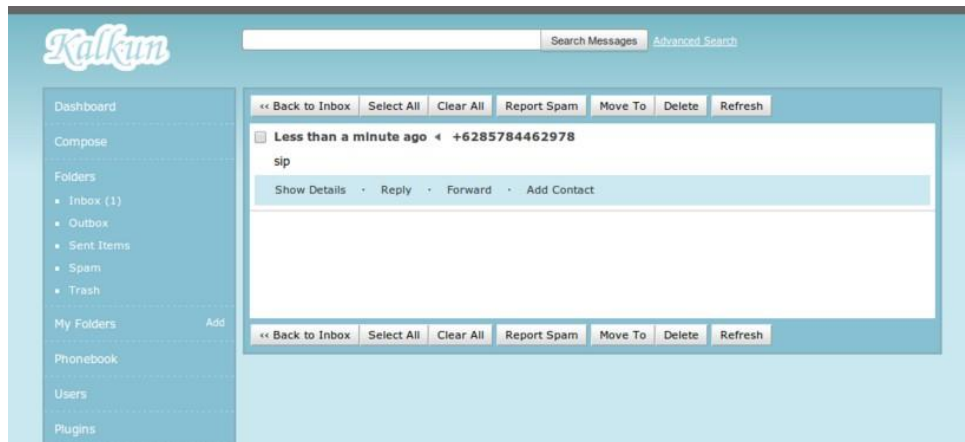 Kalkun
Search Messages Advanced Search
Dashboard
Compose
Folders
Inbox (1)
Outbox
Sent Items
Spam
Trash
My Folders Add
Phonebook
Users
Plugins
‹‹ Back to Inbox Select All Clear All Report Spam Move To Delete Refresh
Less than a minute ago +6285784462978
sip
Show Details · Reply · Forward · Add Contact
‹‹ Back to Inbox Select All Clear All Report Spam Move To Delete Refresh